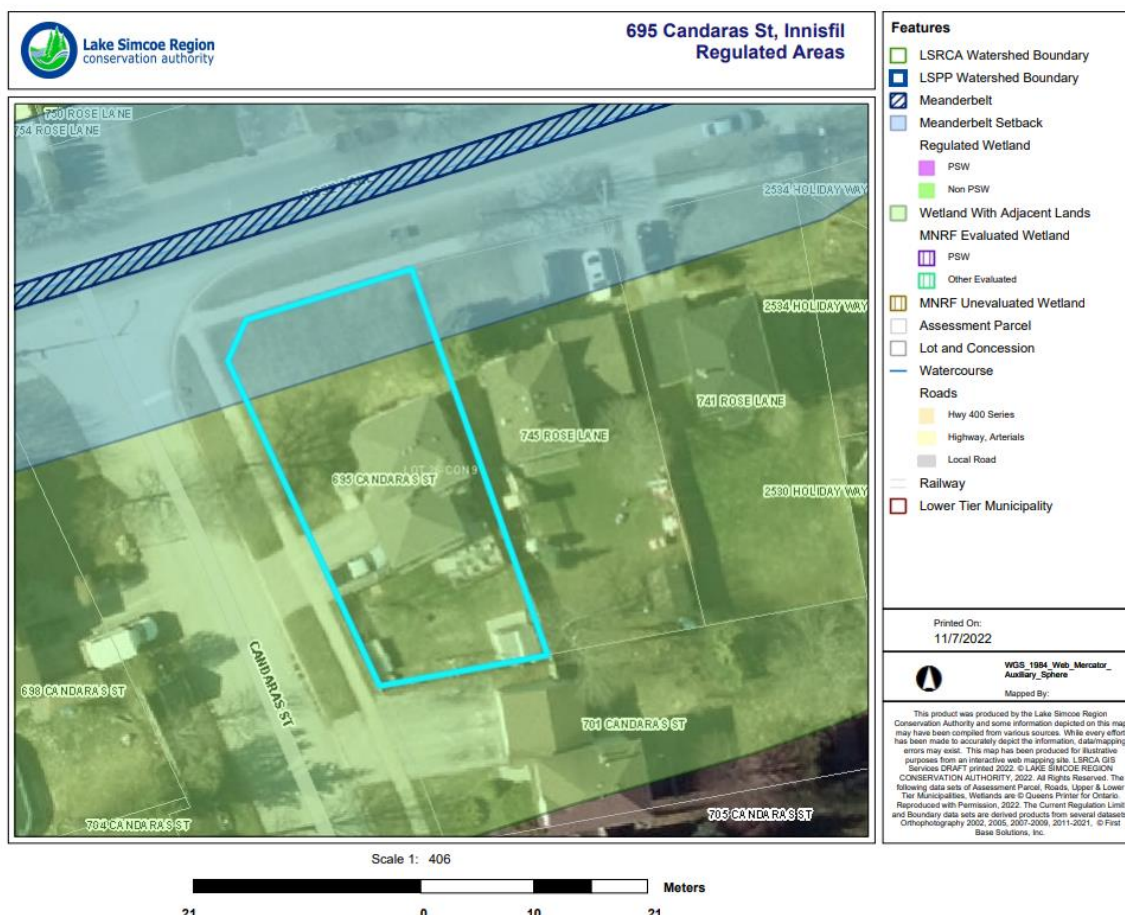 Lake Simcoe Region
conservation authority
695 Candaras St, Innisfil
Regulated Areas
750 ROSE LANE
754 ROSE LANE
2534 HOLIDAY WAY
2534 HOLIDAY WAY
741 ROSE LANE
745 ROSE LANE
695 CANDARAS ST
2530 HOLIDAY WAY
CANDARAS ST
698 CANDARAS ST
701 CANDARAS ST
704 CANDARAS ST
705 CANDARAS ST
Scale 1: 406
Meters
21 0 10 21
Features
LSRCA Watershed Boundary
LSPP Watershed Boundary
Meanderbelt
Meanderbelt Setback
Regulated Wetland
PSW
Non PSW
Wetland With Adjacent Lands
MNRF Evaluated Wetland
PSW
Other Evaluated
MNRF Unevaluated Wetland
Assessment Parcel
Lot and Concession
Watercourse
Roads
Hwy 400 Series
Highway, Arterials
Local Road
Railway
Lower Tier Municipality
Printed On:
11/7/2022
WGS_1984_Web_Mercator_
Auxiliary_Sphere
Mapped By:
This product was produced by the Lake Simcoe Region
Conservation Authority and some information depicted on this map
may have been compiled from various sources. While every effort
has been made to accurately depict the information, data/mapping
errors may exist. This map has been produced for illustrative
purposes from an interactive web mapping site. LSRCA GIS
Services DRAFT printed 2022. © LAKE SIMCOE REGION
CONSERVATION AUTHORITY, 2022. All Rights Reserved. The
following data sets of Assessment Parcel, Roads, Upper & Lower
Tier Municipalities, Wetlands are © Queens Printer for Ontario.
Reproduced with Permission, 2022. The Current Regulation Limit
and Boundary data sets are derived products from several datasets.
Orthophotography 2002, 2005, 2007-2009, 2011-2021, © First
Base Solutions, Inc.